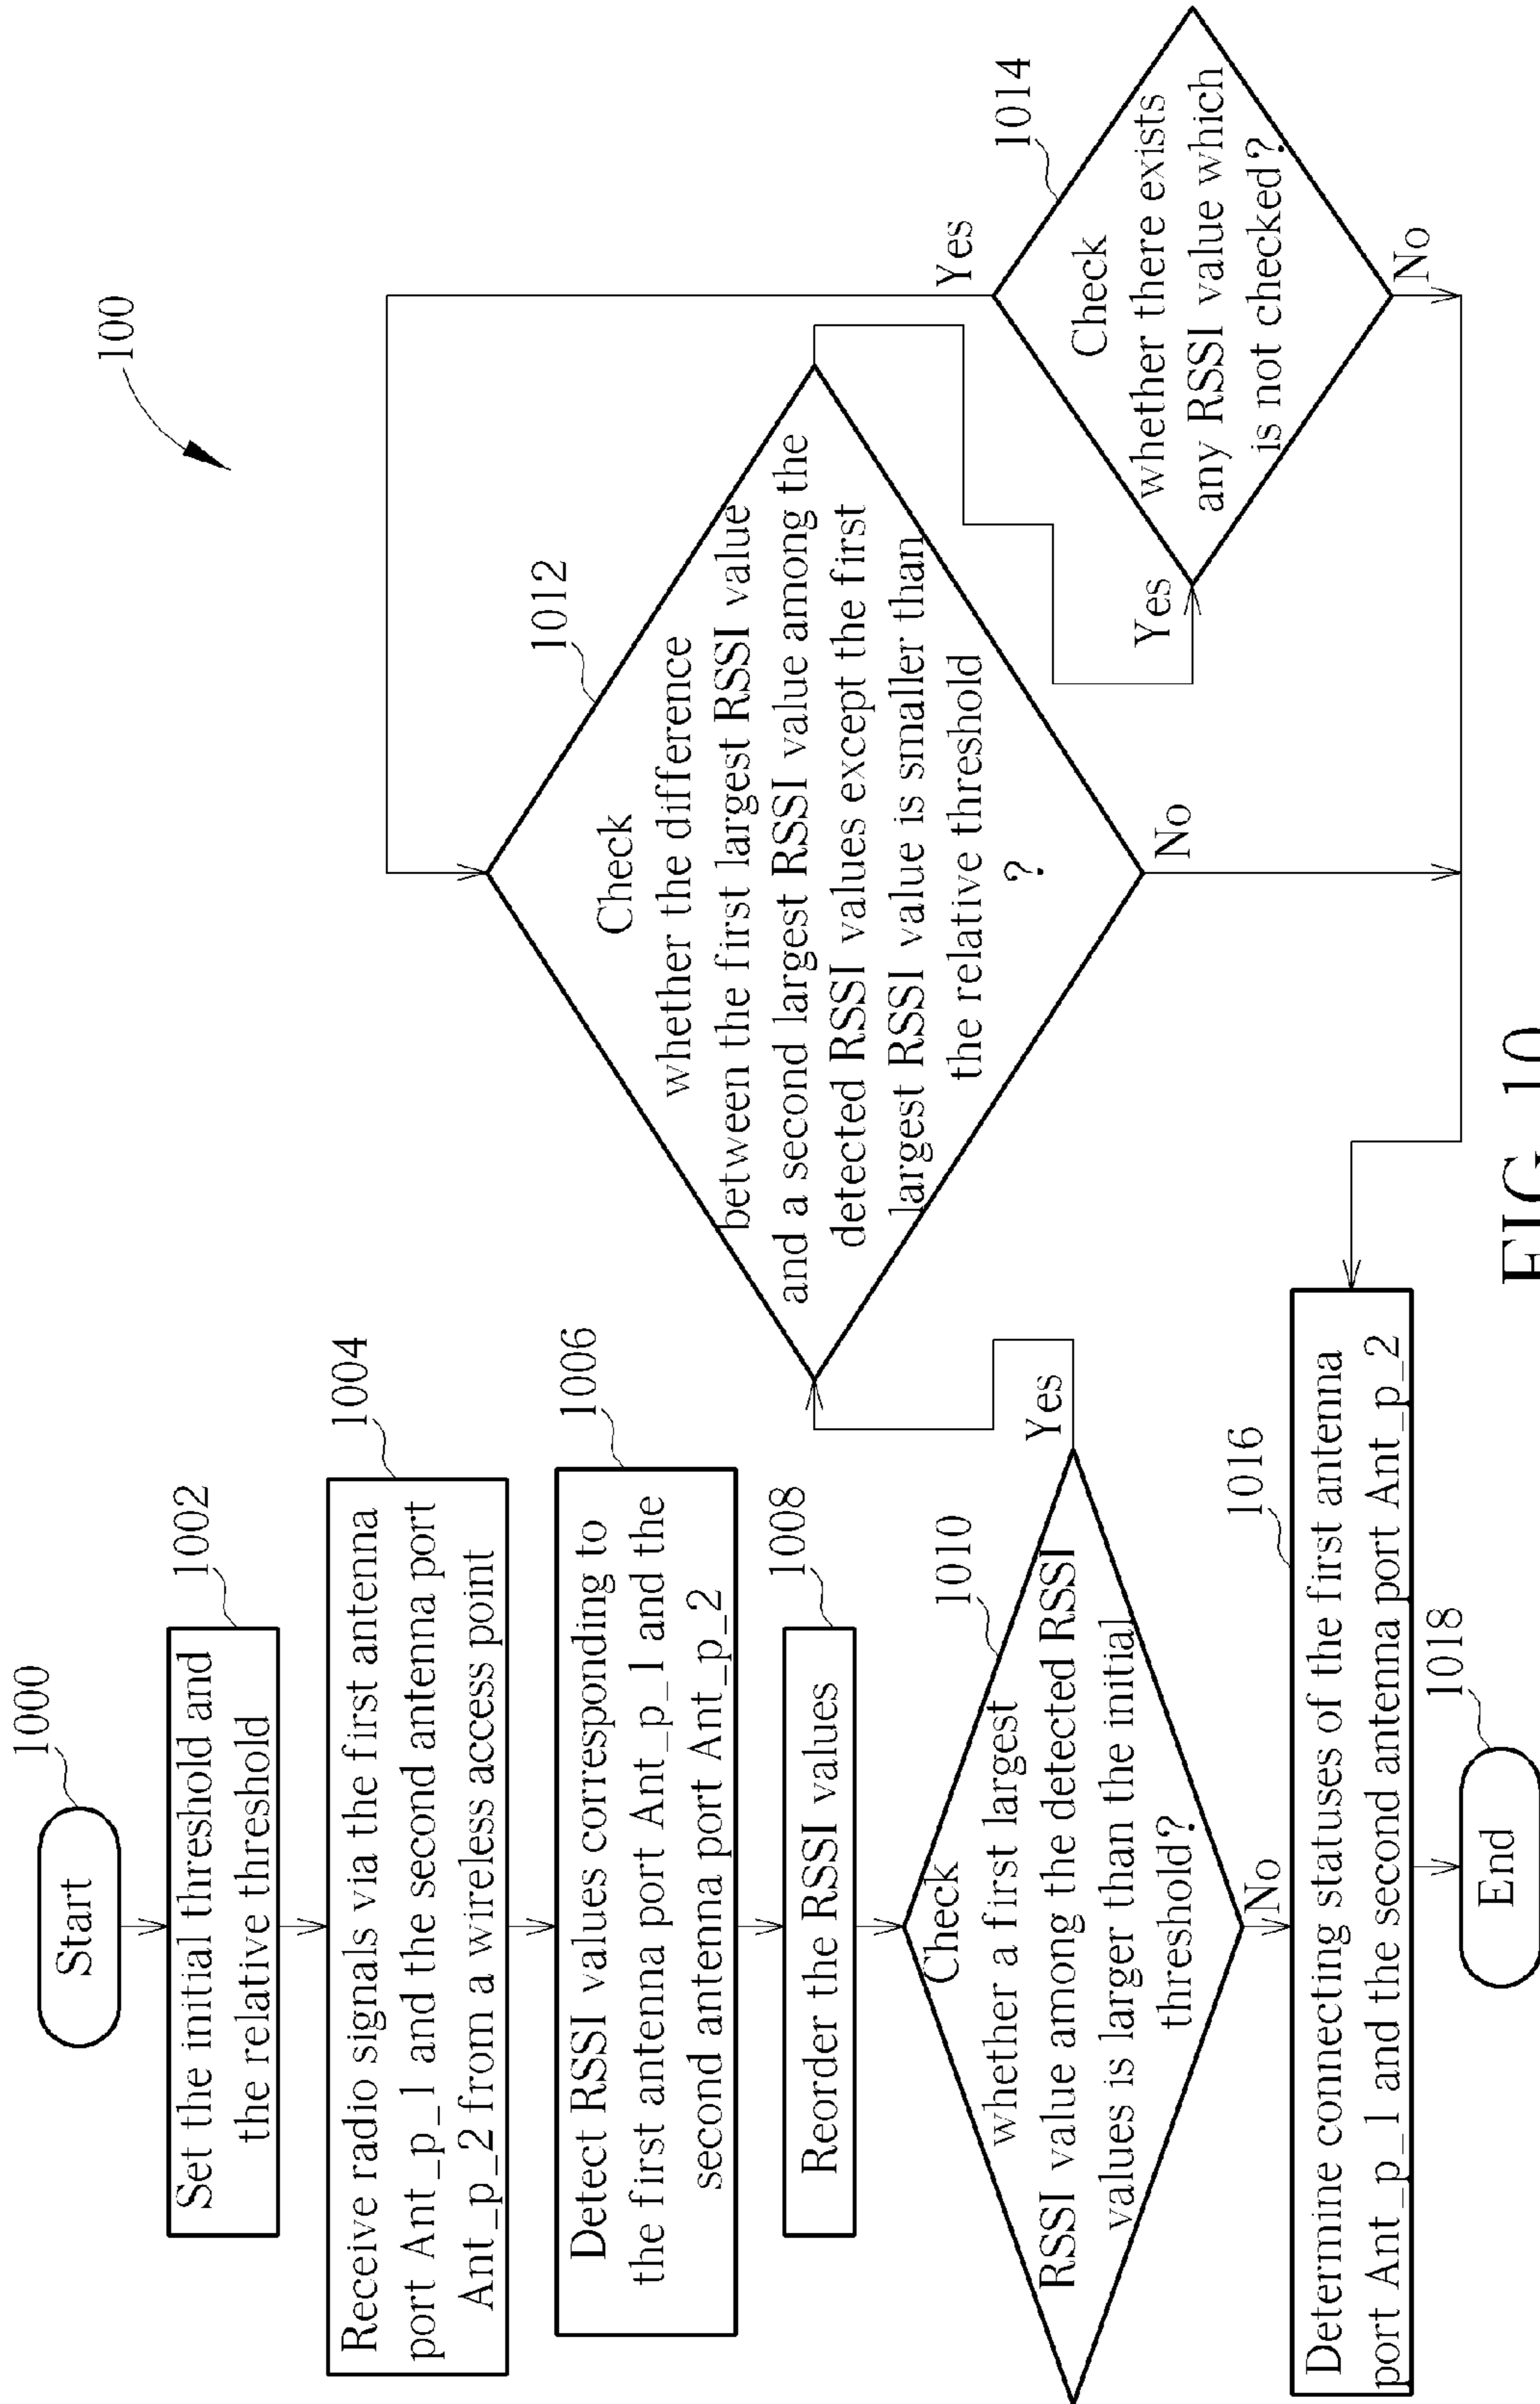 100
Start
1000
Set the initial threshold and
the relative threshold
1002
Receive radio signals via the first antenna
port Ant_p_1 and the second antenna port
Ant_p_2 from a wireless access point
1004
Detect RSSI values corresponding to
the first antenna port Ant_p_1 and the
second antenna port Ant_p_2
1006
Reorder the RSSI values
1008
Check
whether a first largest
RSSI value among the detected RSSI
values is larger than the initial
threshold?
1010
Yes
No
Check
whether the difference
between the first largest RSSI value
and a second largest RSSI value among the
detected RSSI values except the first
largest RSSI value is smaller than
the relative threshold
?
1012
Yes
No
Check
whether there exists
any RSSI value which
is not checked?
1014
Yes
No
Determine connecting statuses of the first antenna
port Ant_p_1 and the second antenna port Ant_p_2
1016
End
1018
FIG. 10